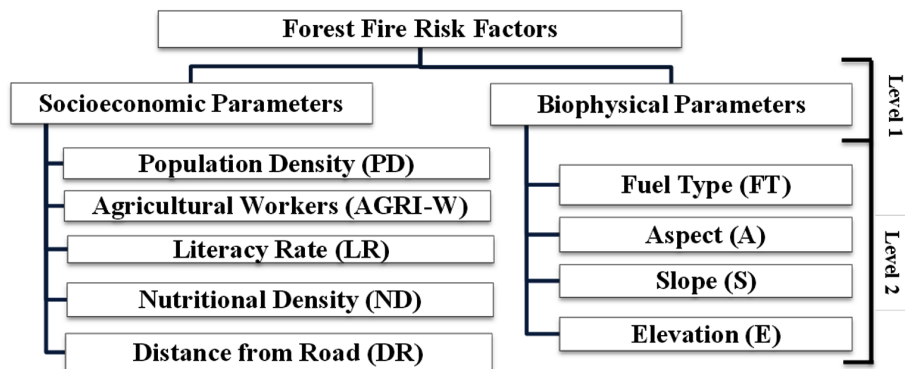 Forest Fire Risk Factors
Socioeconomic Parameters
Population Density (PD)
Agricultural Workers (AGRI-W)
Literacy Rate (LR)
Nutritional Density (ND)
Distance from Road (DR)
Biophysical Parameters
Fuel Type (FT)
Aspect (A)
Slope (S)
Elevation (E)
Level 1
Level 2